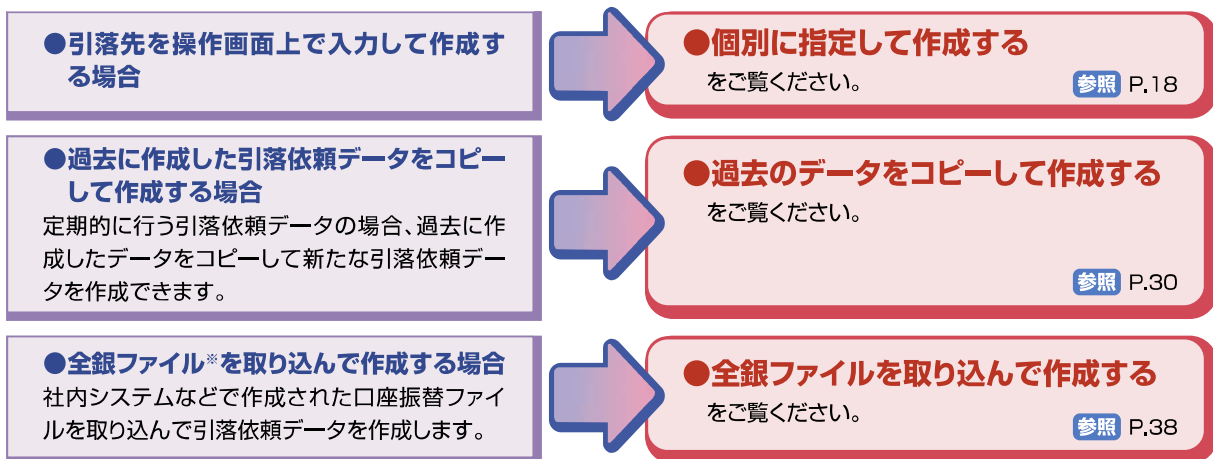 ●引落先を操作画面上で入力して作成す
る場合
●個別に指定して作成する
をご覧ください。
参照 P.18
●過去に作成した引落依頼データをコピー
して作成する場合
定期的に行う引落依頼データの場合、過去に作
成したデータをコピーして新たな引落依頼デー
タを作成できます。
●過去のデータをコピーして作成する
をご覧ください。
参照 P.30
●全銀ファイル※を取り込んで作成する場合
社内システムなどで作成された口座振替ファイ
ルを取り込んで引落依頼データを作成します。
●全銀ファイルを取り込んで作成する
をご覧ください。
参照 P.38